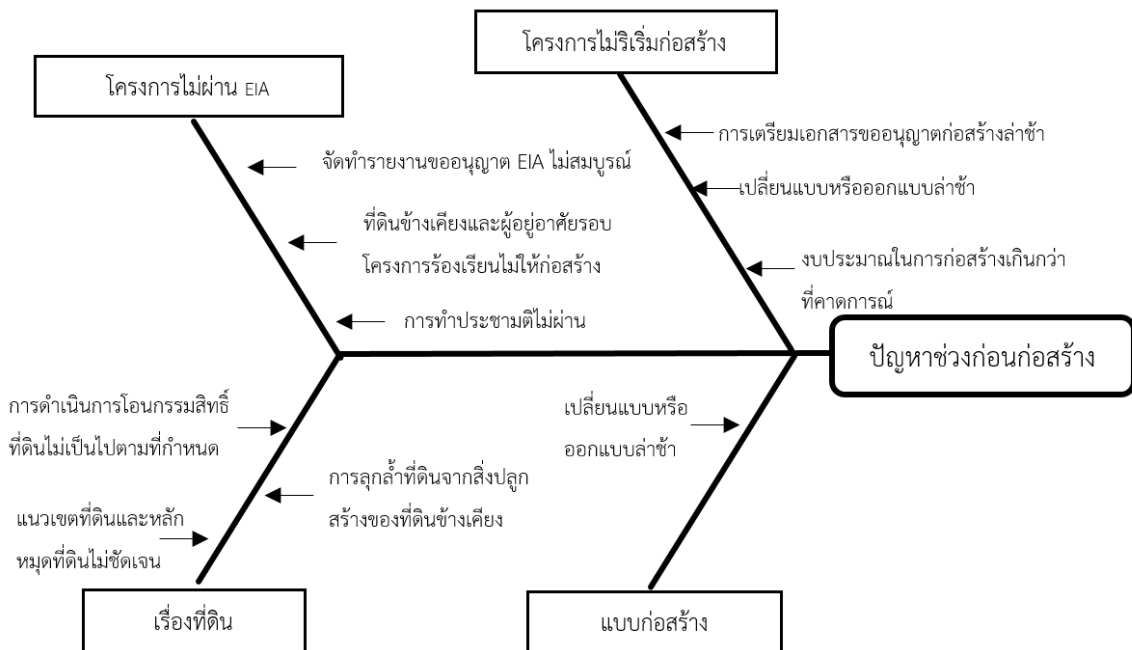 โครงการไม่ริเริ่มก่อสร้าง
โครงการไม่ผ่าน EIA
การเตรียมเอกสารขออนุญาตก่อสร้างล่าช้า
จัดทำรายงานขออนุญาต EIA ไม่สมบูรณ์
เปลี่ยนแบบหรือออกแบบล่าช้า
ที่ดินข้างเคียงและผู้อยู่อาศัยรอบ
โครงการร้องเรียนไม่ให้ก่อสร้าง
งบประมาณในการก่อสร้างเกินกว่า
ที่คาดการณ์
การทำประชามติไม่ผ่าน
ปัญหาช่วงก่อนก่อสร้าง
การดำเนินการโอนกรรมสิทธิ์
ที่ดินไม่เป็นไปตามที่กำหนด
เปลี่ยนแบบหรือ
ออกแบบล่าช้า
การลุกล้ำที่ดินจากสิ่งปลูก
สร้างของที่ดินข้างเคียง
แนวเขตที่ดินและหลัก
หมุดที่ดินไม่ชัดเจน
เรื่องที่ดิน
แบบก่อสร้าง